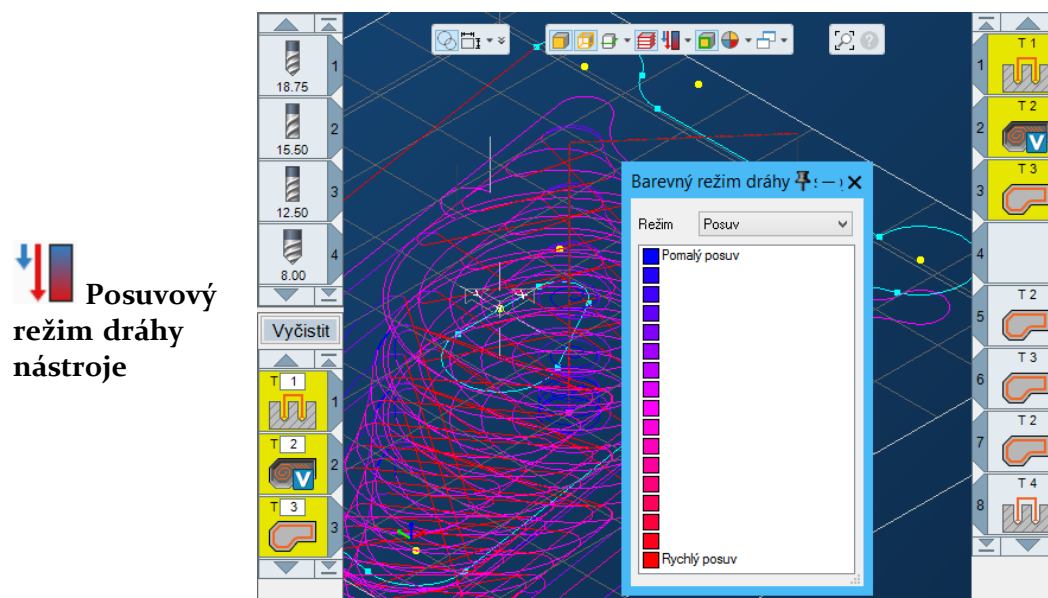 Posuvový
režim dráhy
nástroje
18.75
1
15.50
2
12.50
3
8.00
4
Vyčistit
T 1
1
T 2
V
2
T 3
3
Barevný režim dráhy
Režim
Posuv
Pomalý posuv
Rychlý posuv
T 1
1
T 2
V
2
T 3
3
4
T 2
5
T 3
6
T 2
7
T 4
8